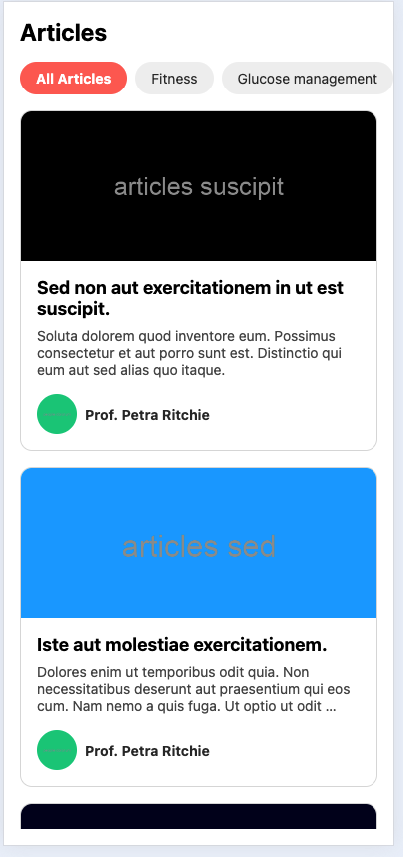 Articles
All Articles
Fitness
Glucose management
articles suscipit
Sed non aut exercitationem in ut est
suscipit.
Soluta dolorem quod inventore eum. Possimus
consectetur et aut porro sunt est. Distinctio qui
eum aut sed alias quo itaque.
Prof. Petra Ritchie
articles sed
Iste aut molestiae exercitationem.
Dolores enim ut temporibus odit quia. Non
necessitatibus deserunt aut praesentium qui eos
cum. Nam nemo a quis fuga. Ut optio ut odit ...
Prof. Petra Ritchie